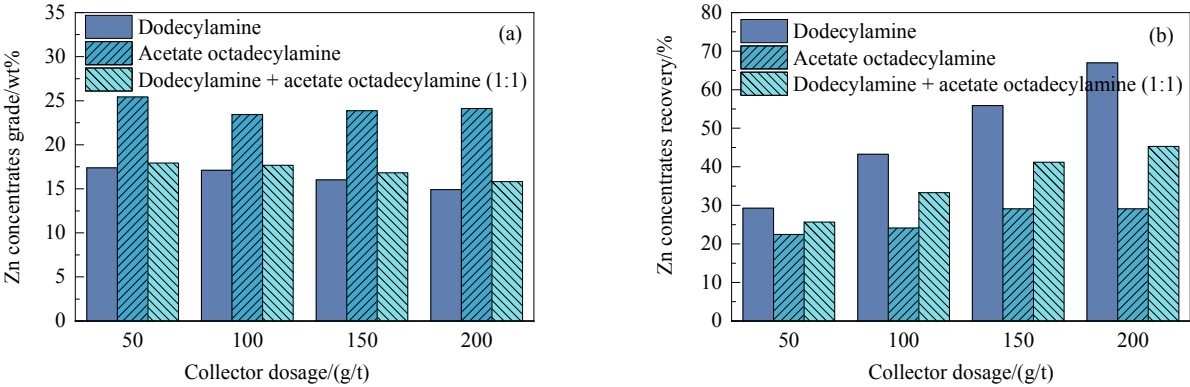 40
35
30
25
20
15
10
5
0
Zn concentrates grade/wt%
Dodecylamine
Acetate octadecylamine
Dodecylamine + acetate octadecylamine (1:1)
(a)
50 100 150 200
Collector dosage/(g/t)
80
70
60
50
40
30
20
10
0
Zn concentrates recovery/%
Dodecylamine
Acetate octadecylamine
Dodecylamine + acetate octadecylamine (1:1)
(b)
50 100 150 200
Collector dosage/(g/t)